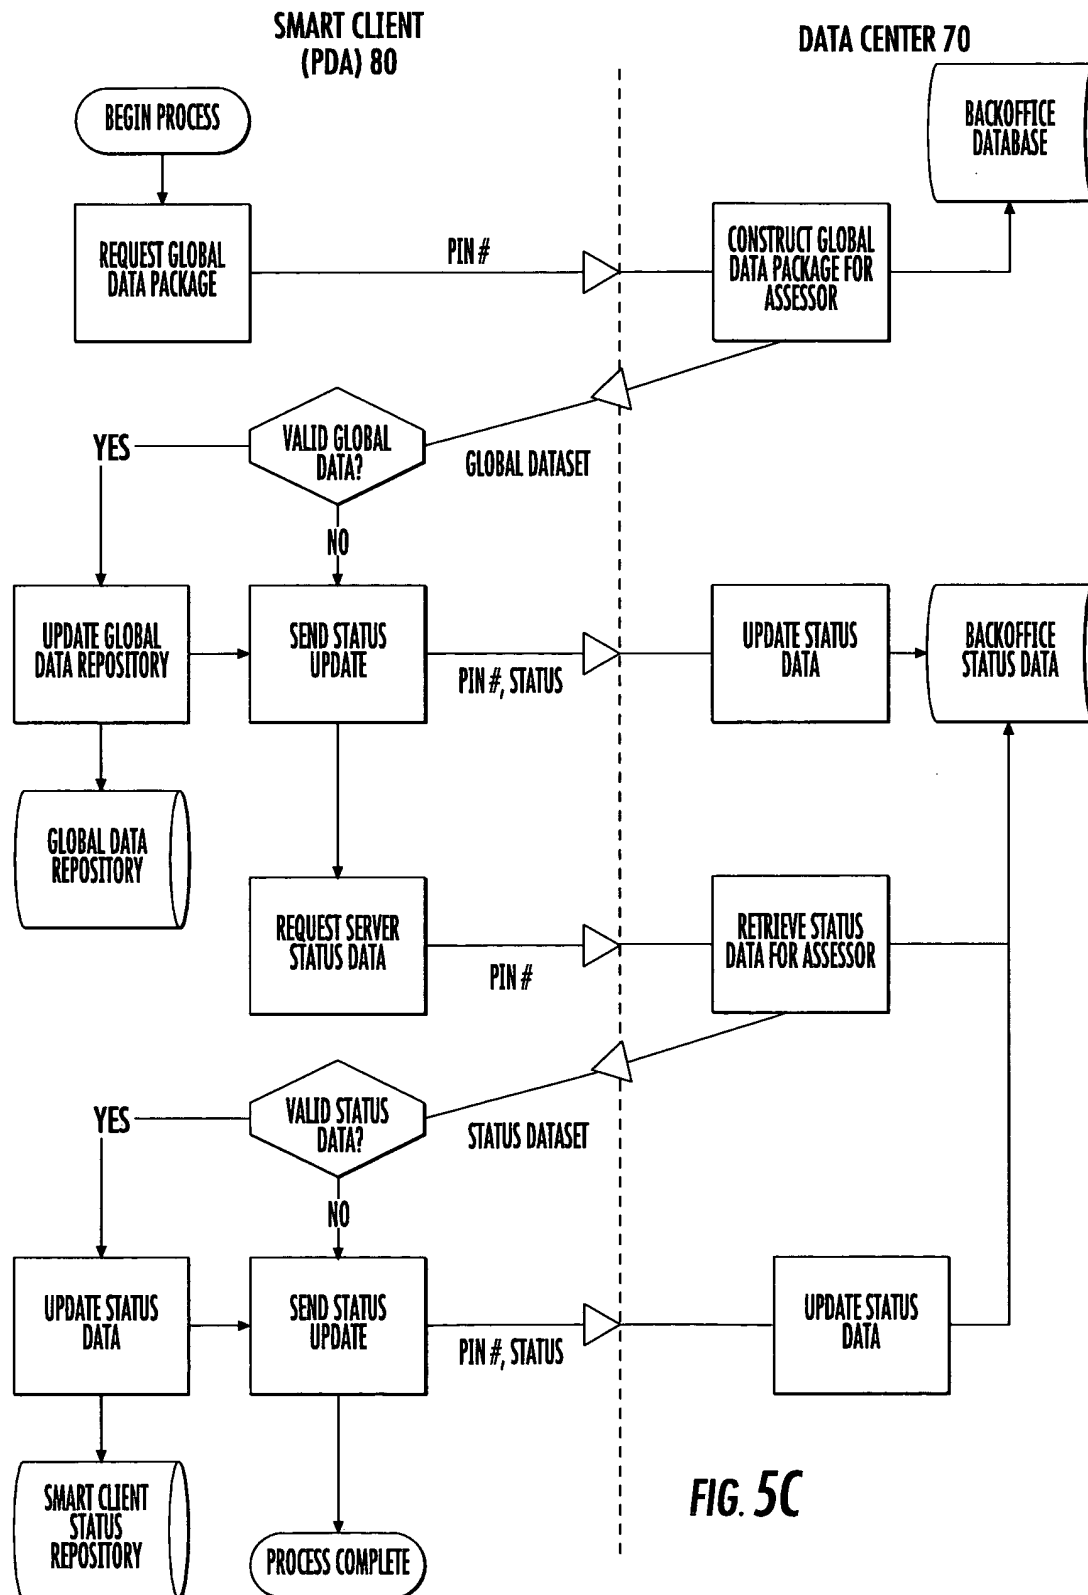 SMART CLIENT
(PDA) 80
DATA CENTER 70
BEGIN PROCESS
BACKOFFICE
DATABASE
REQUEST GLOBAL
DATA PACKAGE
PIN #
CONSTRUCT GLOBAL
DATA PACKAGE FOR
ASSESSOR
YES
VALID GLOBAL
DATA?
GLOBAL DATASET
NO
UPDATE GLOBAL
DATA REPOSITORY
SEND STATUS
UPDATE
PIN #, STATUS
UPDATE STATUS
DATA
BACKOFFICE
STATUS DATA
GLOBAL DATA
REPOSITORY
REQUEST SERVER
STATUS DATA
PIN #
RETRIEVE STATUS
DATA FOR ASSESSOR
YES
VALID STATUS
DATA?
STATUS DATASET
NO
UPDATE STATUS
DATA
SEND STATUS
UPDATE
PIN #, STATUS
UPDATE STATUS
DATA
SMART CLIENT
STATUS
REPOSITORY
PROCESS COMPLETE
FIG. 5C